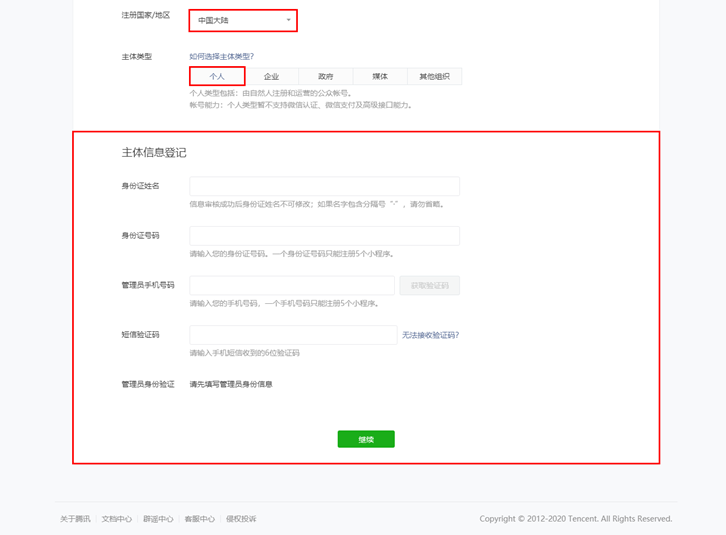 注册国家/地区
中国大陆
主体类型
如何选择主体类型?
个人 企业 政府 媒体 其他组织
个人类型包括：由自然人注册和运营的公众帐号。
帐号能力：个人类型暂不支持微信认证、微信支付及高级接口能力。
主体信息登记
身份证姓名
信息审核成功后身份证姓名不可修改；如果名字包含分隔号“·”，请勿省略。
身份证号码
请输入您的身份证号码。一个身份证号码只能注册5个小程序。
管理员手机号码
获取验证码
请输入您的手机号码，一个手机号码只能注册5个小程序。
短信验证码
无法接收验证码?
请输入手机短信收到的6位验证码
管理员身份验证 请先填写管理员身份信息
继续
关于腾讯 文档中心 辟谣中心 客服中心 侵权投诉 Copyright © 2012-2020 Tencent. All Rights Reserved.